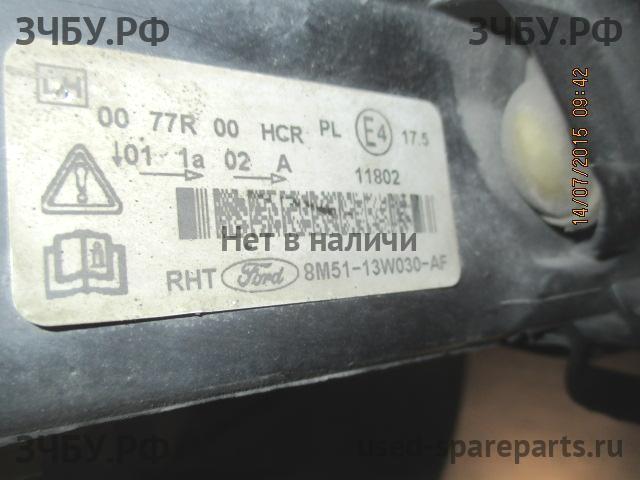 ЗЧБУ.РФ
ЗЧБУ.РФ
LH
00 77R 00 HCR PL E4 17.5
↓01 1a 02 A
11802
Нет в наличи
RHT Ford 8M51-13W030-AF
14/07/2015 09:42
ЗЧБУ.РФ
used-spareparts.ru